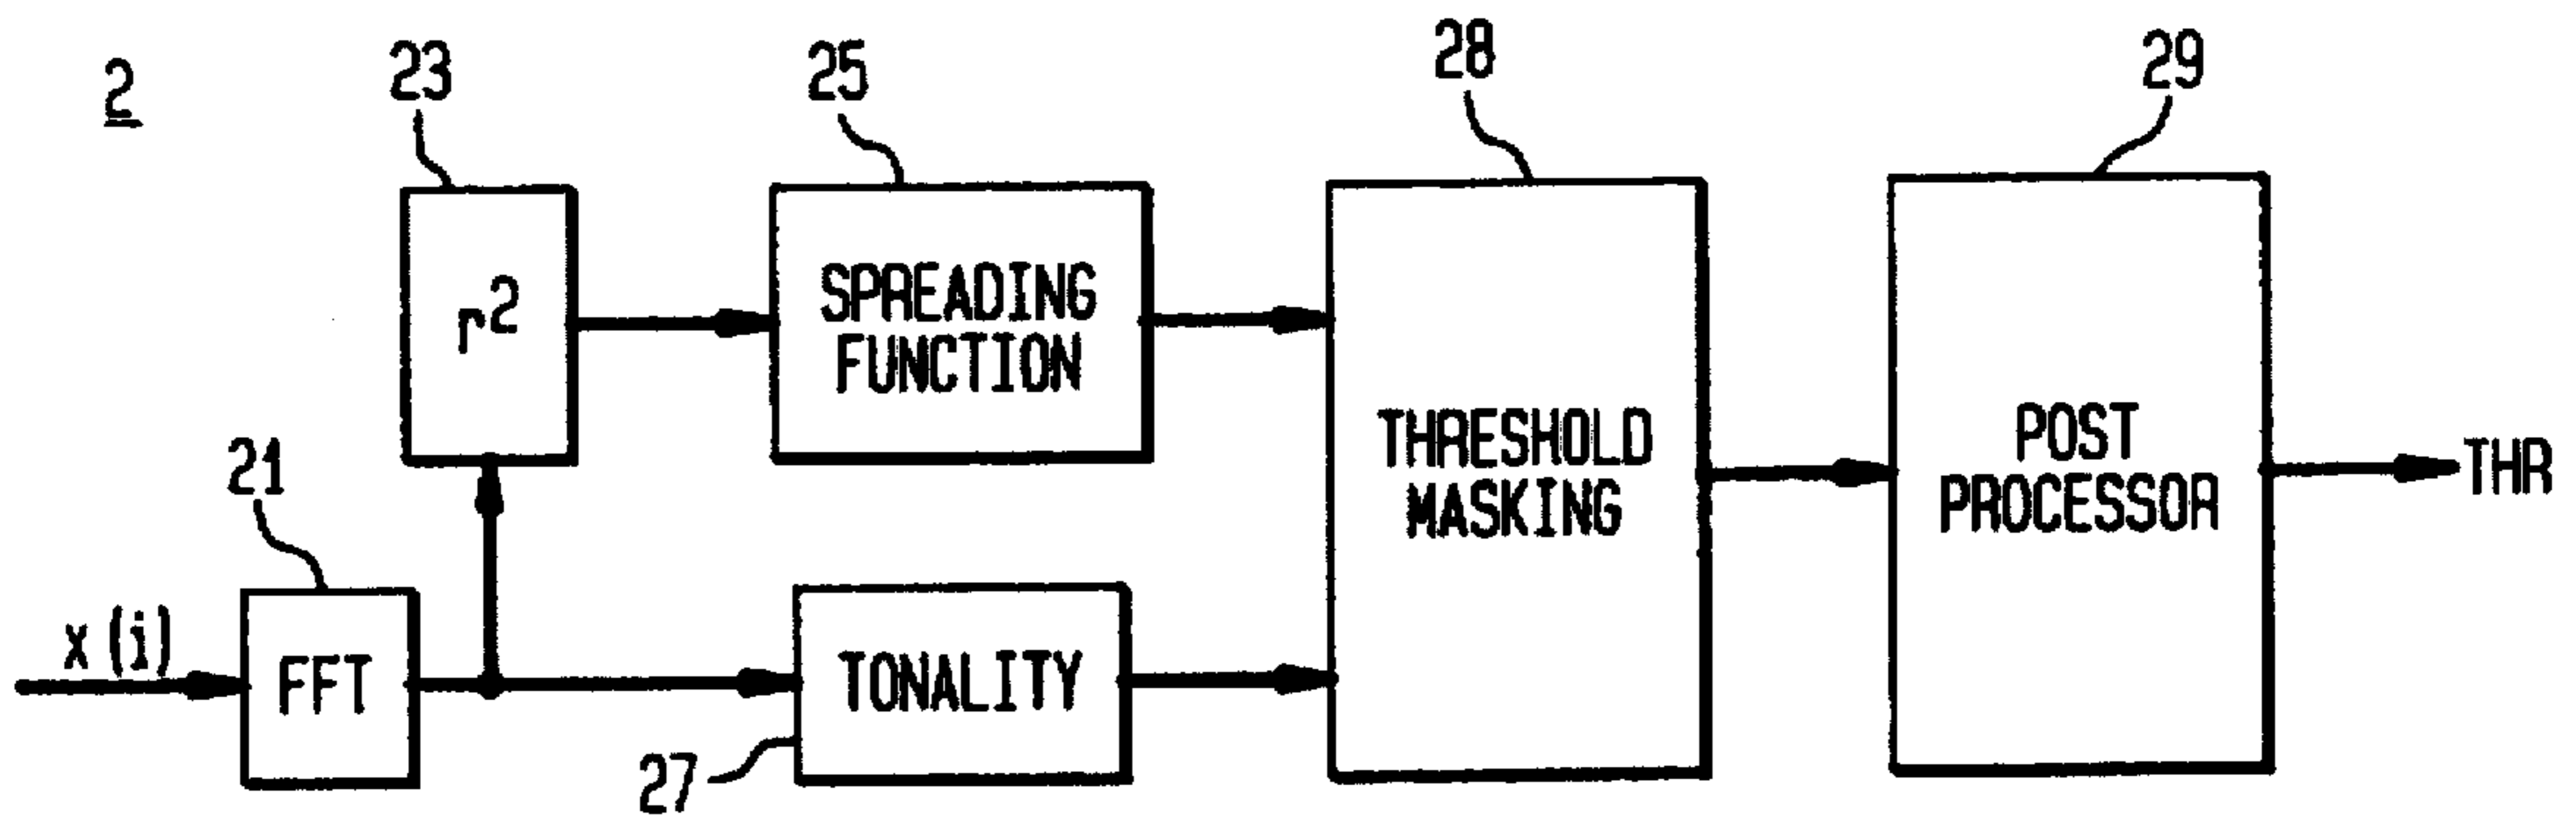 2
23
25
28
29
r²
SPREADING
FUNCTION
THRESHOLD
MASKING
POST
PROCESSOR
THR
21
x(i)
FFT
TONALITY
27